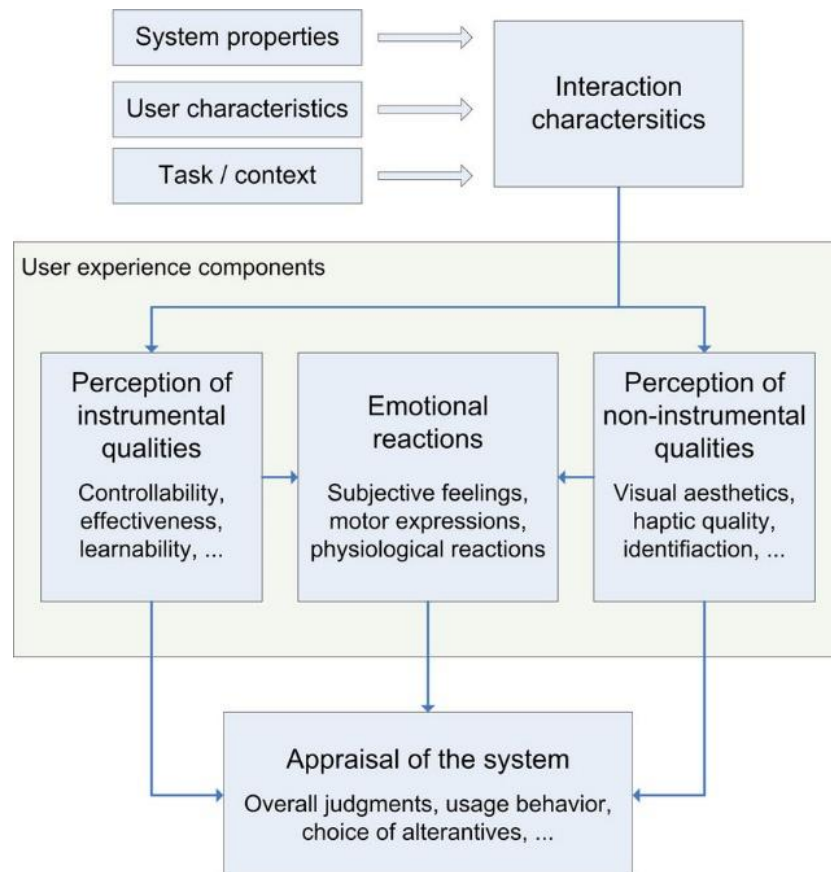 System properties
User characteristics
Task / context
Interaction
charactersitics
User experience components
Perception of
instrumental
qualities
Controllability,
effectiveness,
learnability, ...
Emotional
reactions
Subjective feelings,
motor expressions,
physiological reactions
Perception of
non-instrumental
qualities
Visual aesthetics,
haptic quality,
identifiaction, ...
Appraisal of the system
Overall judgments, usage behavior,
choice of alterantives, ...